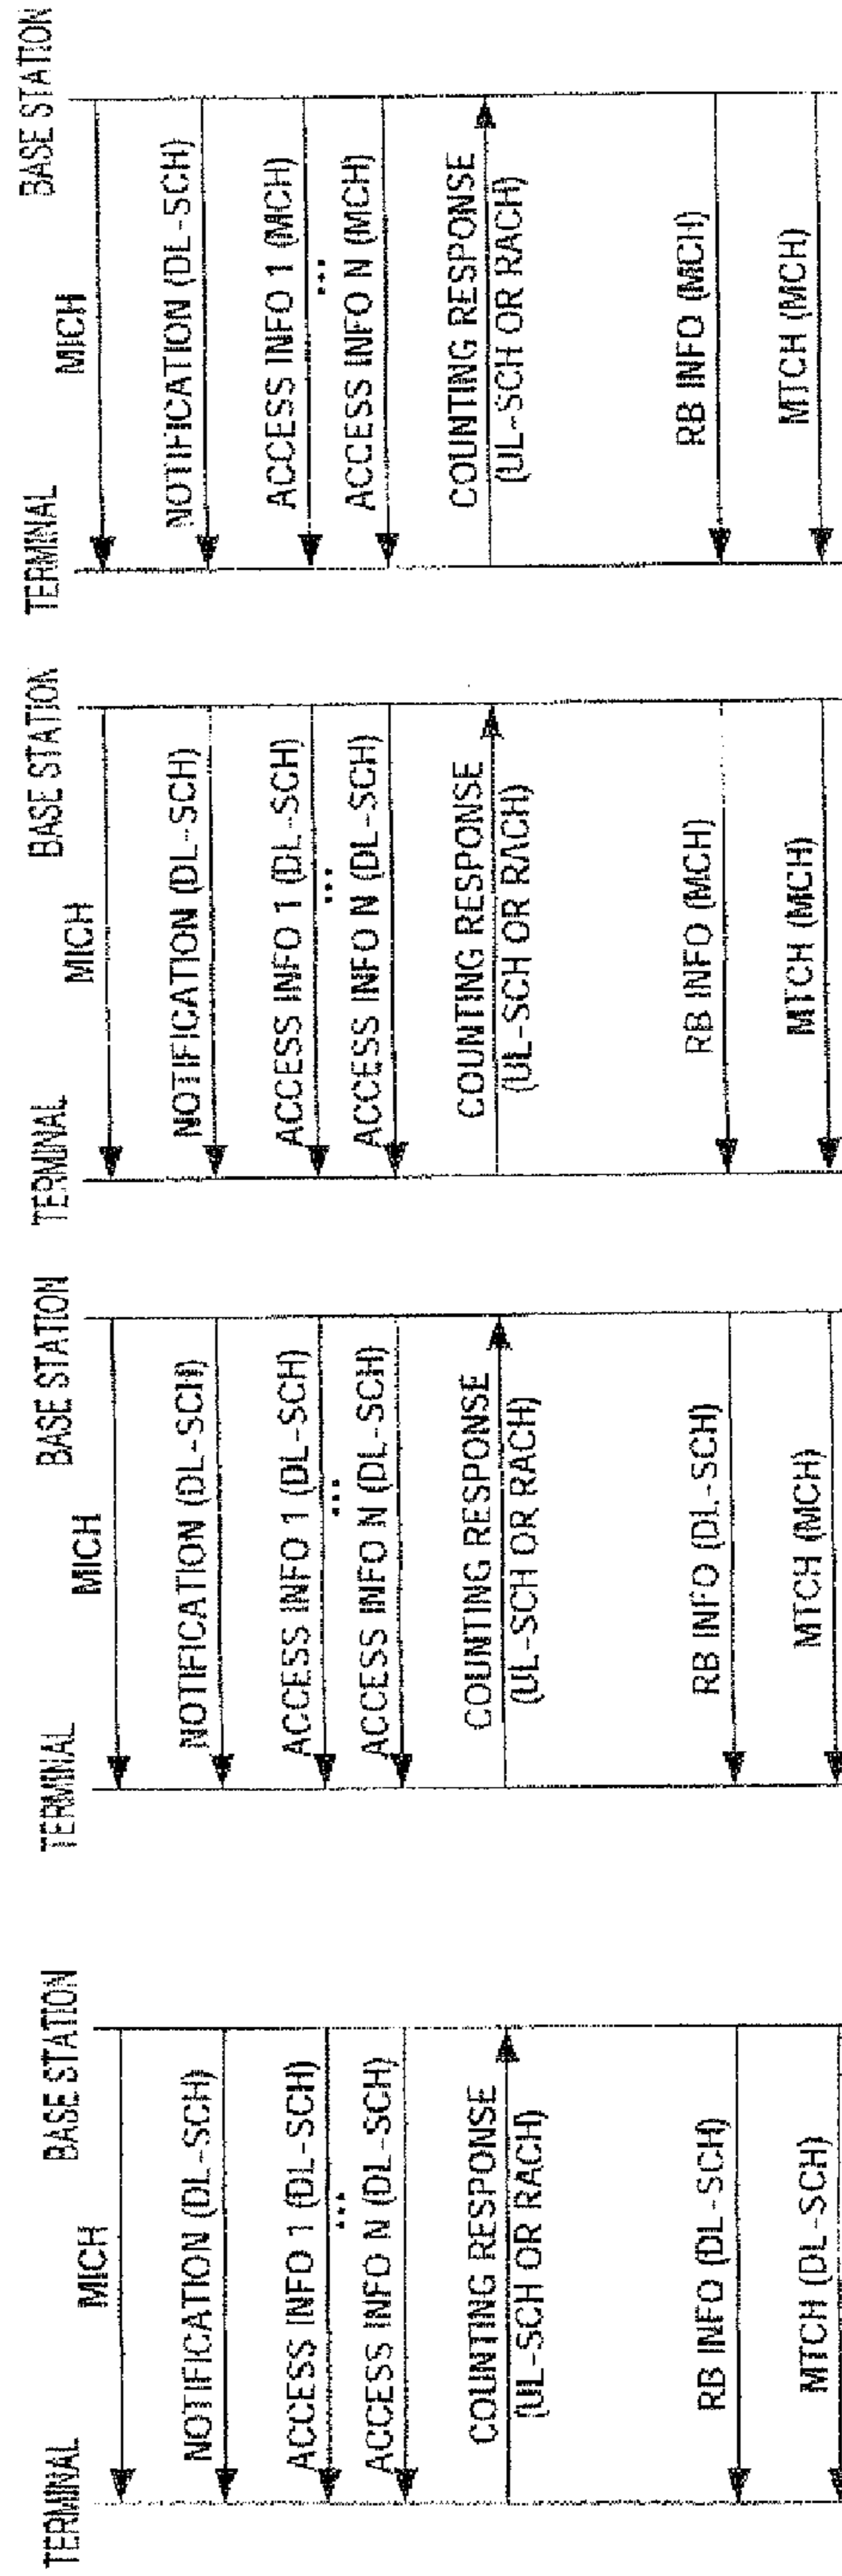 TERMINAL
BASE STATION
MICH
NOTIFICATION (DL-SCH)
ACCESS INFO 1 (DL-SCH)
...
ACCESS INFO N (DL-SCH)
COUNTING RESPONSE
(UL-SCH OR RACH)
RB INFO (DL-SCH)
MTCH (DL-SCH)
TERMINAL
BASE STATION
MICH
NOTIFICATION (DL-SCH)
ACCESS INFO 1 (DL-SCH)
...
ACCESS INFO N (DL-SCH)
COUNTING RESPONSE
(UL-SCH OR RACH)
RB INFO (DL-SCH)
MTCH (MCH)
TERMINAL
BASE STATION
MICH
NOTIFICATION (DL-SCH)
ACCESS INFO 1 (DL-SCH)
...
ACCESS INFO N (DL-SCH)
COUNTING RESPONSE
(UL-SCH OR RACH)
RB INFO (MCH)
MTCH (MCH)
TERMINAL
BASE STATION
MICH
NOTIFICATION (DL-SCH)
ACCESS INFO 1 (MCH)
...
ACCESS INFO N (MCH)
COUNTING RESPONSE
(UL-SCH OR RACH)
RB INFO (MCH)
MTCH (MCH)